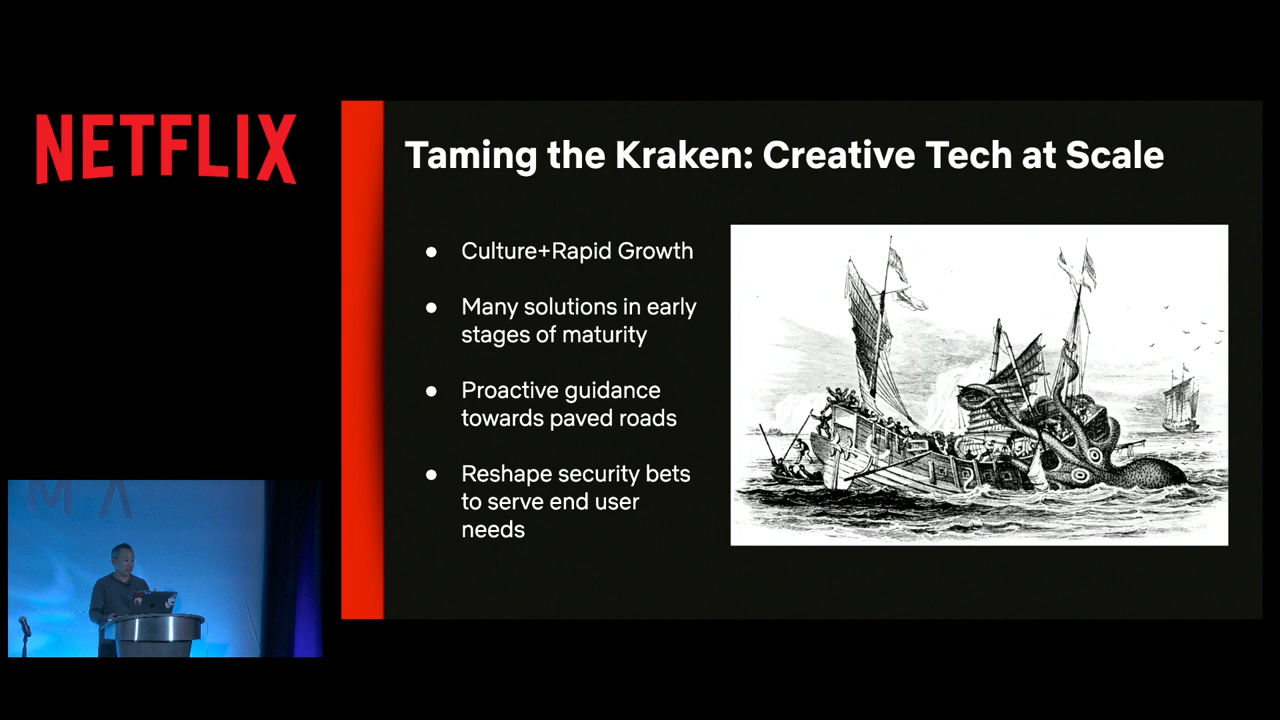 NETFLIX
Taming the Kraken: Creative Tech at Scale
● Culture+Rapid Growth
● Many solutions in early
stages of maturity
● Proactive guidance
towards paved roads
● Reshape security bets
to serve end user
needs